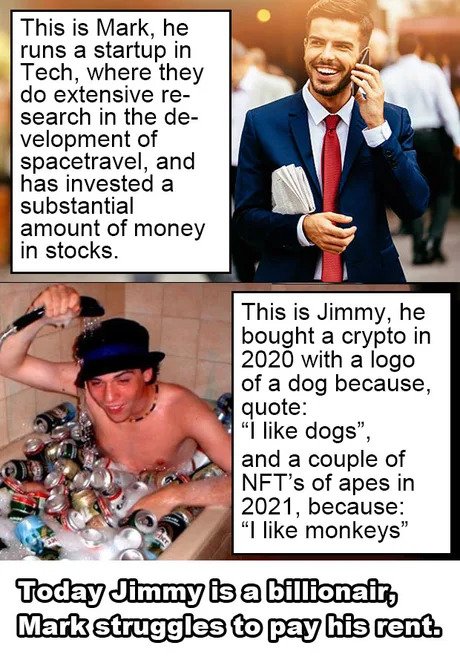 This is Mark, he
runs a startup in
Tech, where they
do extensive re-
search in the de-
velopment of
spacetravel, and
has invested a
substantial
amount of money
in stocks.
This is Jimmy, he
bought a crypto in
2020 with a logo
of a dog because,
quote:
“I like dogs”,
and a couple of
NFT's of apes in
2021, because:
“I like monkeys”
Today Jimmy is a billionair,
Mark struggles to pay his rent.